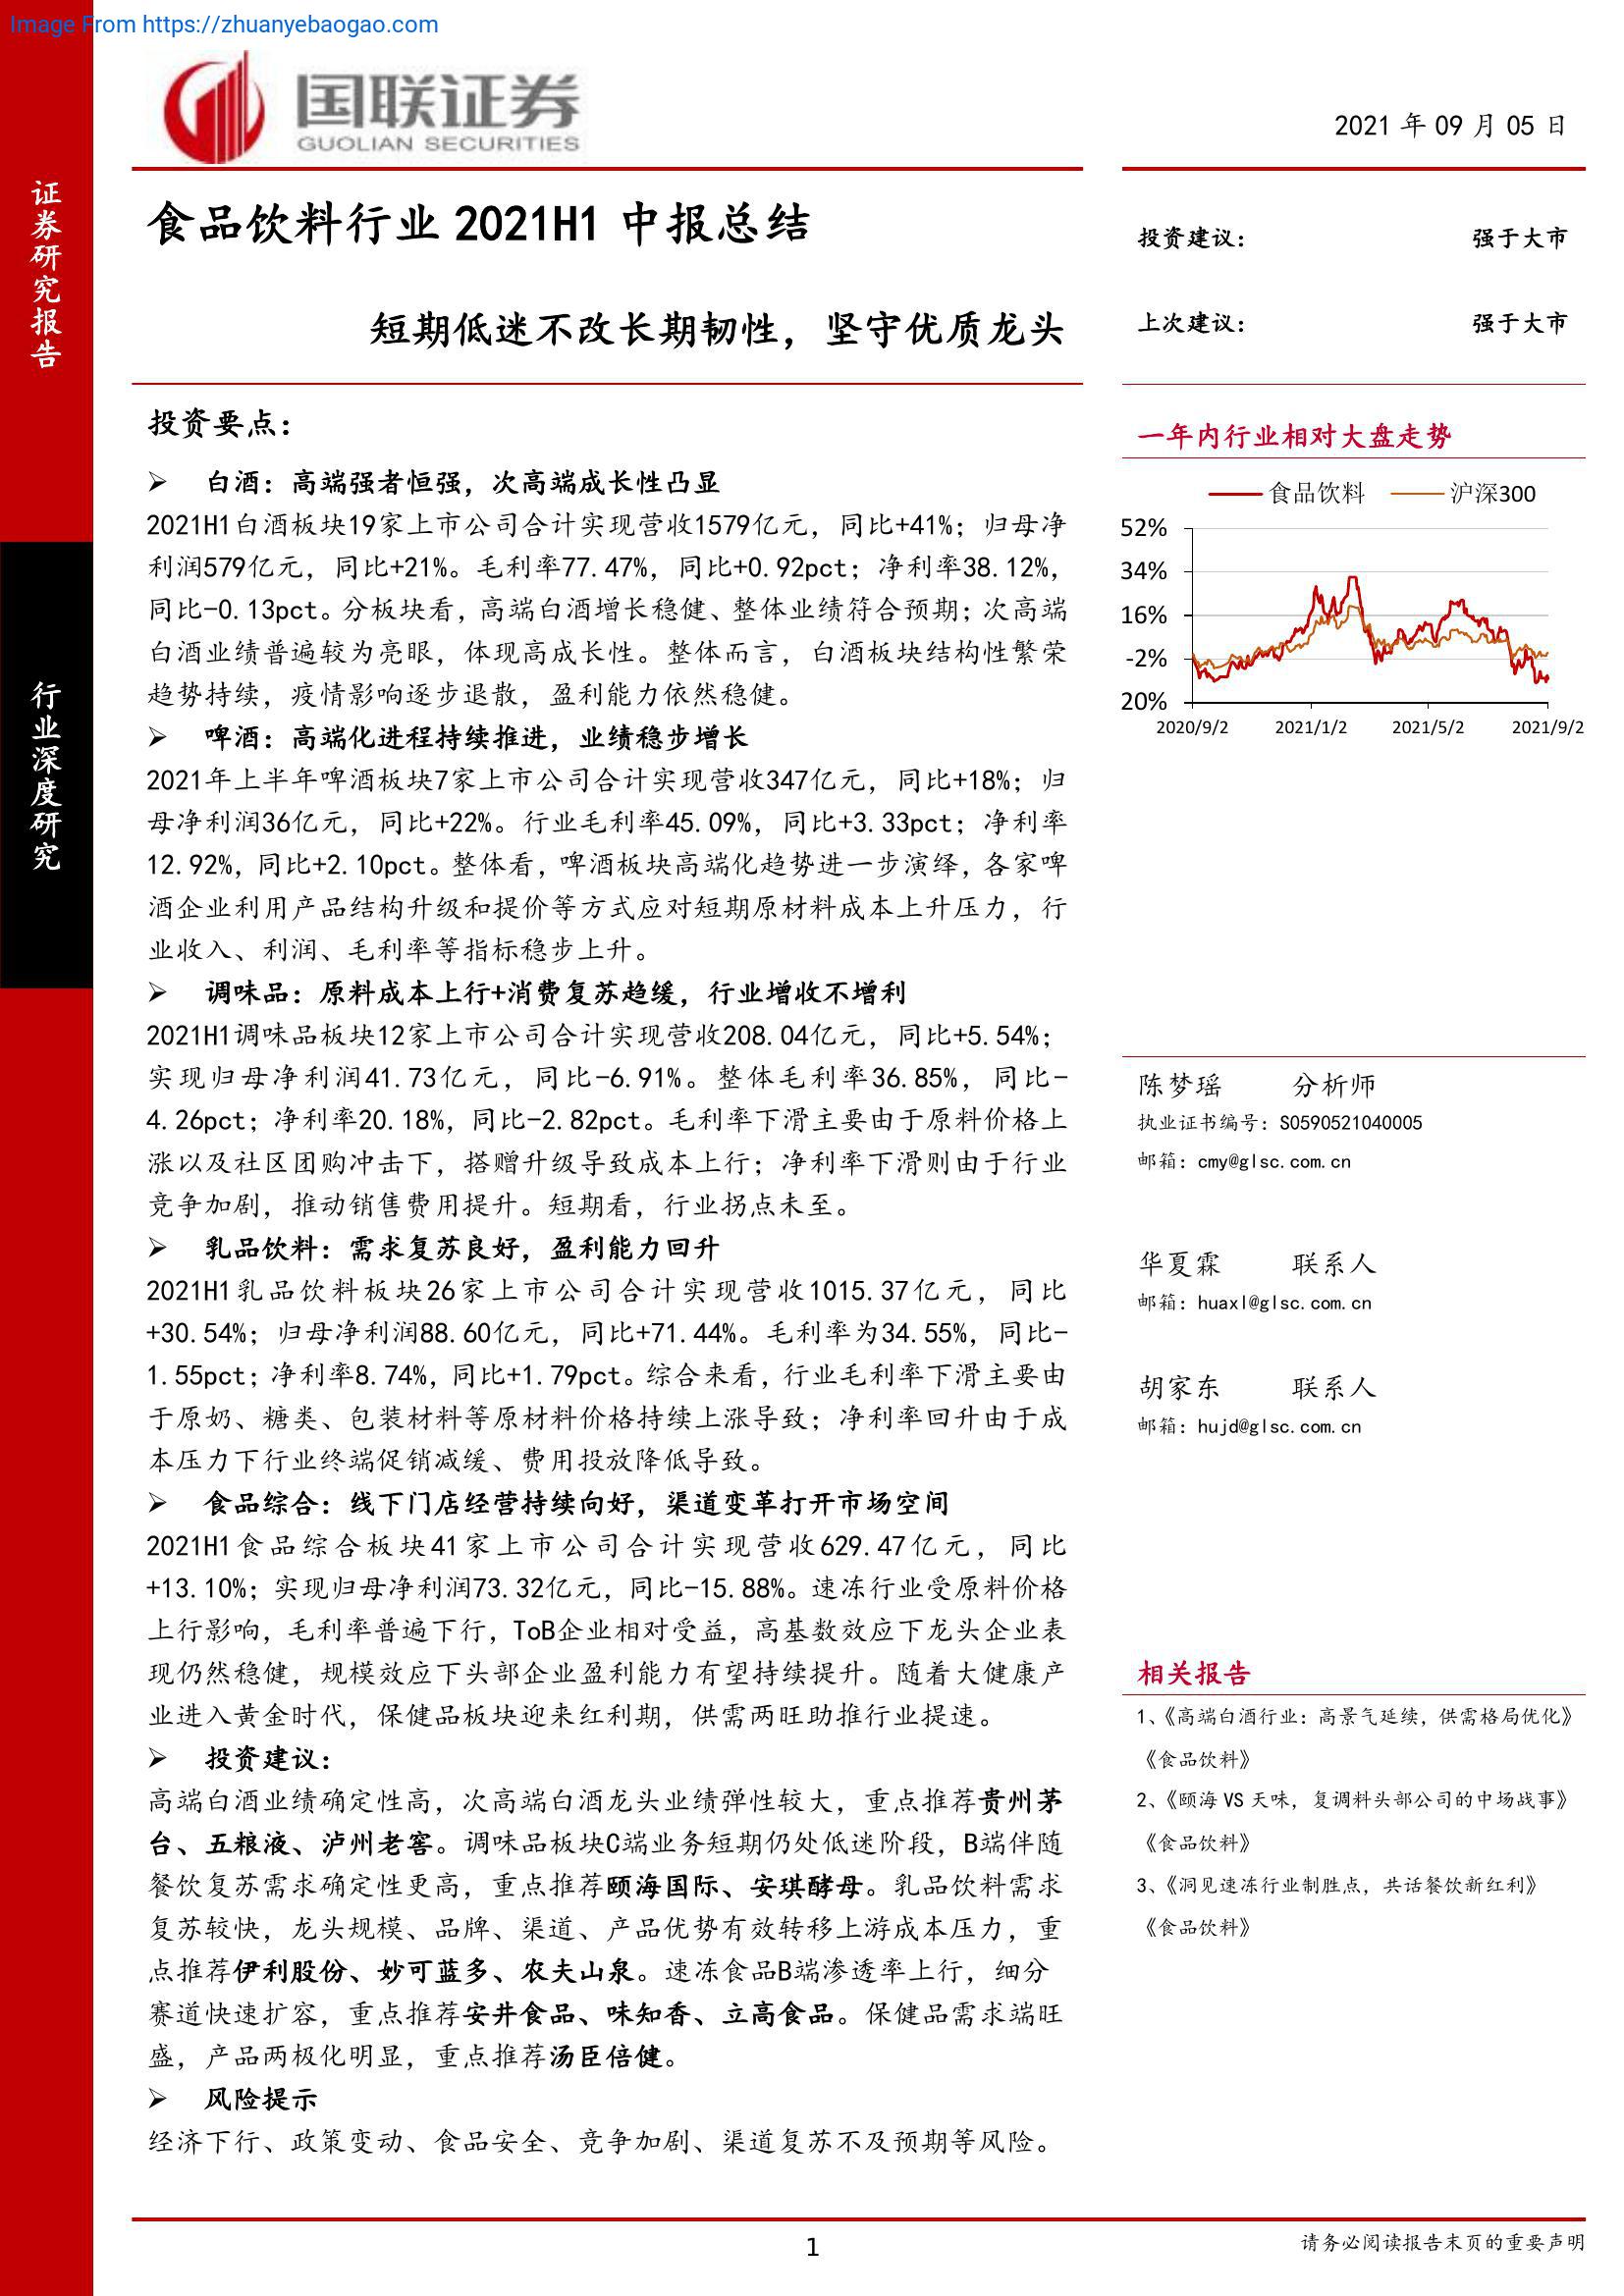 Image From https://zhuanyebaogao.com
国联证券
GUOLIAN SECURITIES
2021 年 09 月 05 日
证券研究报告
行业深度研究
食品饮料行业 2021H1 中报总结
短期低迷不改长期韧性，坚守优质龙头
投资建议： 强于大市
上次建议： 强于大市
投资要点：
➢ 白酒：高端强者恒强，次高端成长性凸显
2021H1白酒板块19家上市公司合计实现营收1579亿元，同比+41%；归母净
利润579亿元，同比+21%。毛利率77.47%，同比+0.92pct；净利率38.12%，
同比-0.13pct。分板块看，高端白酒增长稳健、整体业绩符合预期；次高端
白酒业绩普遍较为亮眼，体现高成长性。整体而言，白酒板块结构性繁荣
趋势持续，疫情影响逐步退散，盈利能力依然稳健。
➢ 啤酒：高端化进程持续推进，业绩稳步增长
2021年上半年啤酒板块7家上市公司合计实现营收347亿元，同比+18%；归
母净利润36亿元，同比+22%。行业毛利率45.09%，同比+3.33pct；净利率
12.92%，同比+2.10pct。整体看，啤酒板块高端化趋势进一步演绎，各家啤
酒企业利用产品结构升级和提价等方式应对短期原材料成本上升压力，行
业收入、利润、毛利率等指标稳步上升。
➢ 调味品：原料成本上行+消费复苏趋缓，行业增收不增利
2021H1调味品板块12家上市公司合计实现营收208.04亿元，同比+5.54%；
实现归母净利润41.73亿元，同比-6.91%。整体毛利率36.85%，同比-
4.26pct；净利率20.18%，同比-2.82pct。毛利率下滑主要由于原料价格上
涨以及社区团购冲击下，搭赠升级导致成本上行；净利率下滑则由于行业
竞争加剧，推动销售费用提升。短期看，行业拐点未至。
➢ 乳品饮料：需求复苏良好，盈利能力回升
2021H1乳品饮料板块26家上市公司合计实现营收1015.37亿元，同比
+30.54%；归母净利润88.60亿元，同比+71.44%。毛利率为34.55%，同比-
1.55pct；净利率8.74%，同比+1.79pct。综合来看，行业毛利率下滑主要由
于原奶、糖类、包装材料等原材料价格持续上涨导致；净利率回升由于成
本压力下行业终端促销减缓、费用投放降低导致。
➢ 食品综合：线下门店经营持续向好，渠道变革打开市场空间
2021H1食品综合板块41家上市公司合计实现营收629.47亿元，同比
+13.10%；实现归母净利润73.32亿元，同比-15.88%。速冻行业受原料价格
上行影响，毛利率普遍下行，ToB企业相对受益，高基数效应下龙头企业表
现仍然稳健，规模效应下头部企业盈利能力有望持续提升。随着大健康产
业进入黄金时代，保健品板块迎来红利期，供需两旺助推行业提速。
➢ 投资建议：
高端白酒业绩确定性高，次高端白酒龙头业绩弹性较大，重点推荐贵州茅
台、五粮液、泸州老窖。调味品板块C端业务短期仍处低迷阶段，B端伴随
餐饮复苏需求确定性更高，重点推荐颐海国际、安琪酵母。乳品饮料需求
复苏较快，龙头规模、品牌、渠道、产品优势有效转移上游成本压力，重
点推荐伊利股份、妙可蓝多、农夫山泉。速冻食品B端渗透率上行，细分
赛道快速扩容，重点推荐安井食品、味知香、立高食品。保健品需求端旺
盛，产品两极化明显，重点推荐汤臣倍健。
➢ 风险提示
经济下行、政策变动、食品安全、竞争加剧、渠道复苏不及预期等风险。
一年内行业相对大盘走势
食品饮料 沪深300
52%
34%
16%
-2%
20%
2020/9/2 2021/1/2 2021/5/2 2021/9/2
陈梦瑶 分析师
执业证书编号：S0590521040005
邮箱：cmy@glsc.com.cn
华夏霖 联系人
邮箱：huaxl@glsc.com.cn
胡家东 联系人
邮箱：hujd@glsc.com.cn
相关报告
1、《高端白酒行业：高景气延续，供需格局优化》
《食品饮料》
2、《颐海 VS 天味，复调料头部公司的中场战事》
《食品饮料》
3、《洞见速冻行业制胜点，共话餐饮新红利》
《食品饮料》
1
请务必阅读报告末页的重要声明